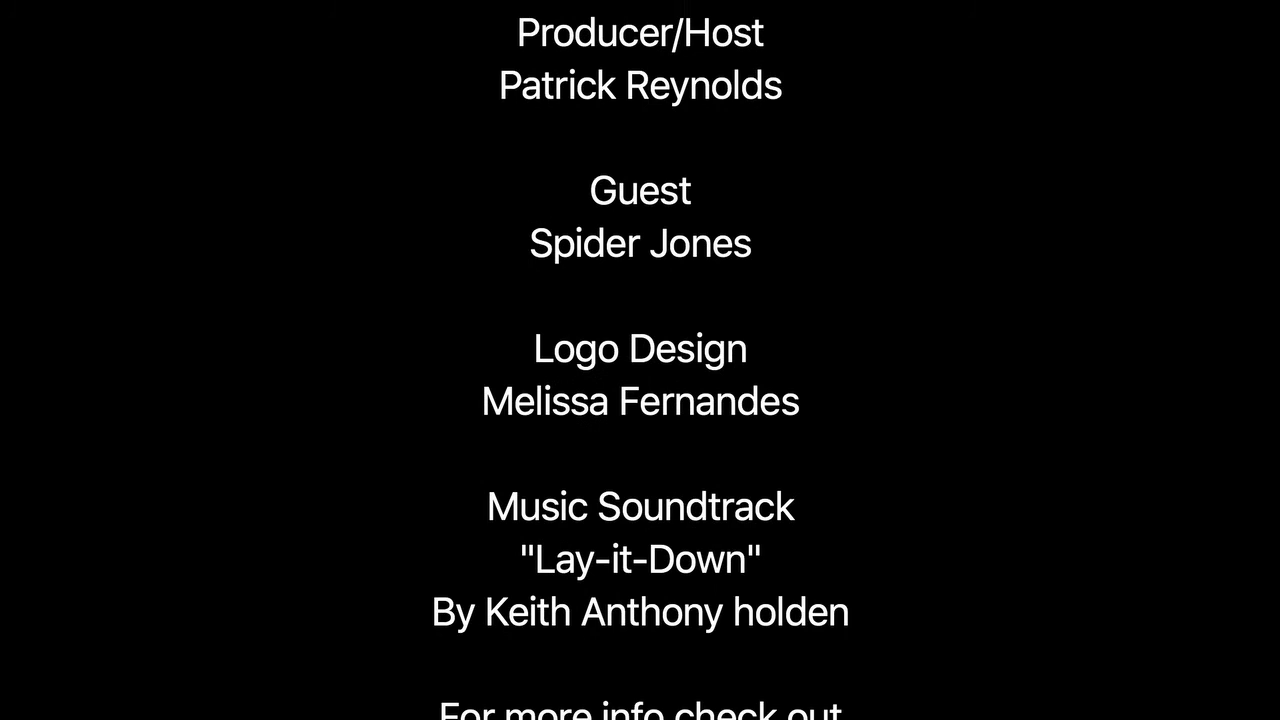 Producer/Host
Patrick Reynolds
Guest
Spider Jones
Logo Design
Melissa Fernandes
Music Soundtrack
"Lay-it-Down"
By Keith Anthony holden
For more info check out